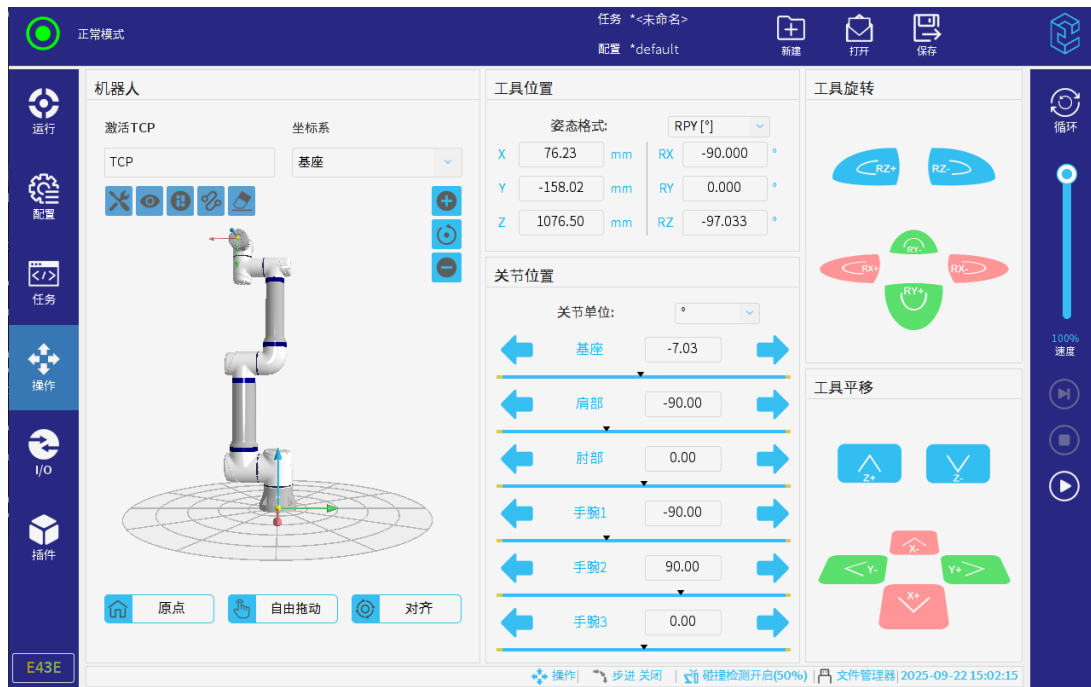 正常模式
任务 *<未命名>
配置 *default
新建
打开
保存
运行
配置
任务
操作
I/O
插件
E43E
机器人
激活TCP
坐标系
TCP
基座
原点
自由拖动
对齐
工具位置
姿态格式: RPY[°]
X 76.23 mm RX -90.000 °
Y -158.02 mm RY 0.000 °
Z 1076.50 mm RZ -97.033 °
关节位置
关节单位: °
基座 -7.03
肩部 -90.00
肘部 0.00
手腕1 -90.00
手腕2 90.00
手腕3 0.00
工具旋转
RZ+ RZ-
RY-
RX+ RX-
RY+
工具平移
Z+ Z-
X-
Y- Y+
X+
循环
100%
速度
操作| 步进 关闭 | 碰撞检测开启(50%) | 文件管理器| 2025-09-22 15:02:15